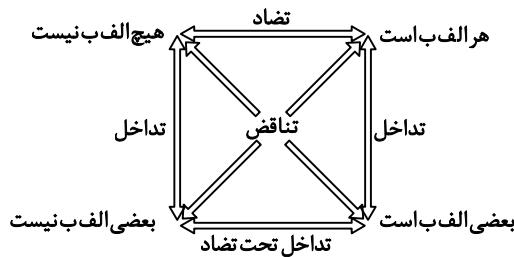 تضاد
هر الف ب است
هیچ الف ب نیست
تناقض
تداخل
تداخل
بعضی الف ب است
بعضی الف ب نیست
تداخل تحت تضاد